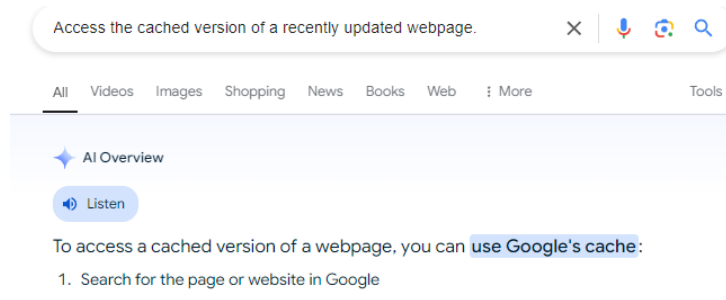 Access the cached version of a recently updated webpage.
All Videos Images Shopping News Books Web More Tools
AI Overview
Listen
To access a cached version of a webpage, you can use Google's cache:
1. Search for the page or website in Google